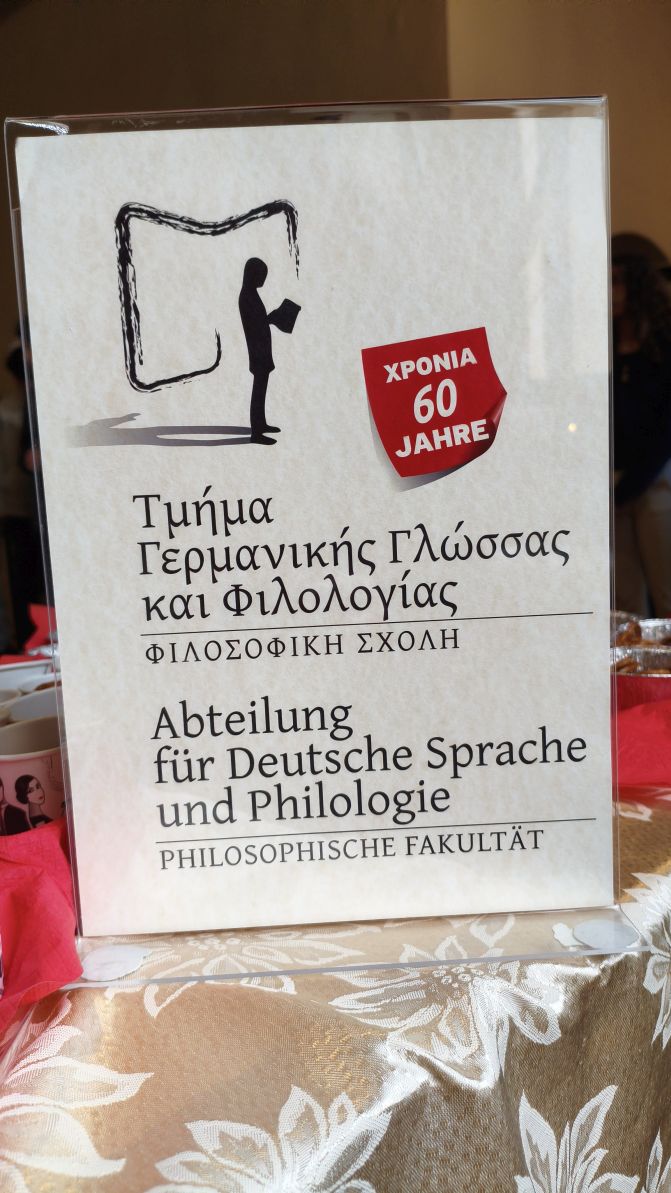 ΧΡΟΝΙΑ
60
JAHRE
Τμήμα
Γερμανικής Γλώσσας
και Φιλολογίας
ΦΙΛΟΣΟΦΙΚΗ ΣΧΟΛΗ
Abteilung
für Deutsche Sprache
und Philologie
PHILOSOPHISCHE FAKULTÄT